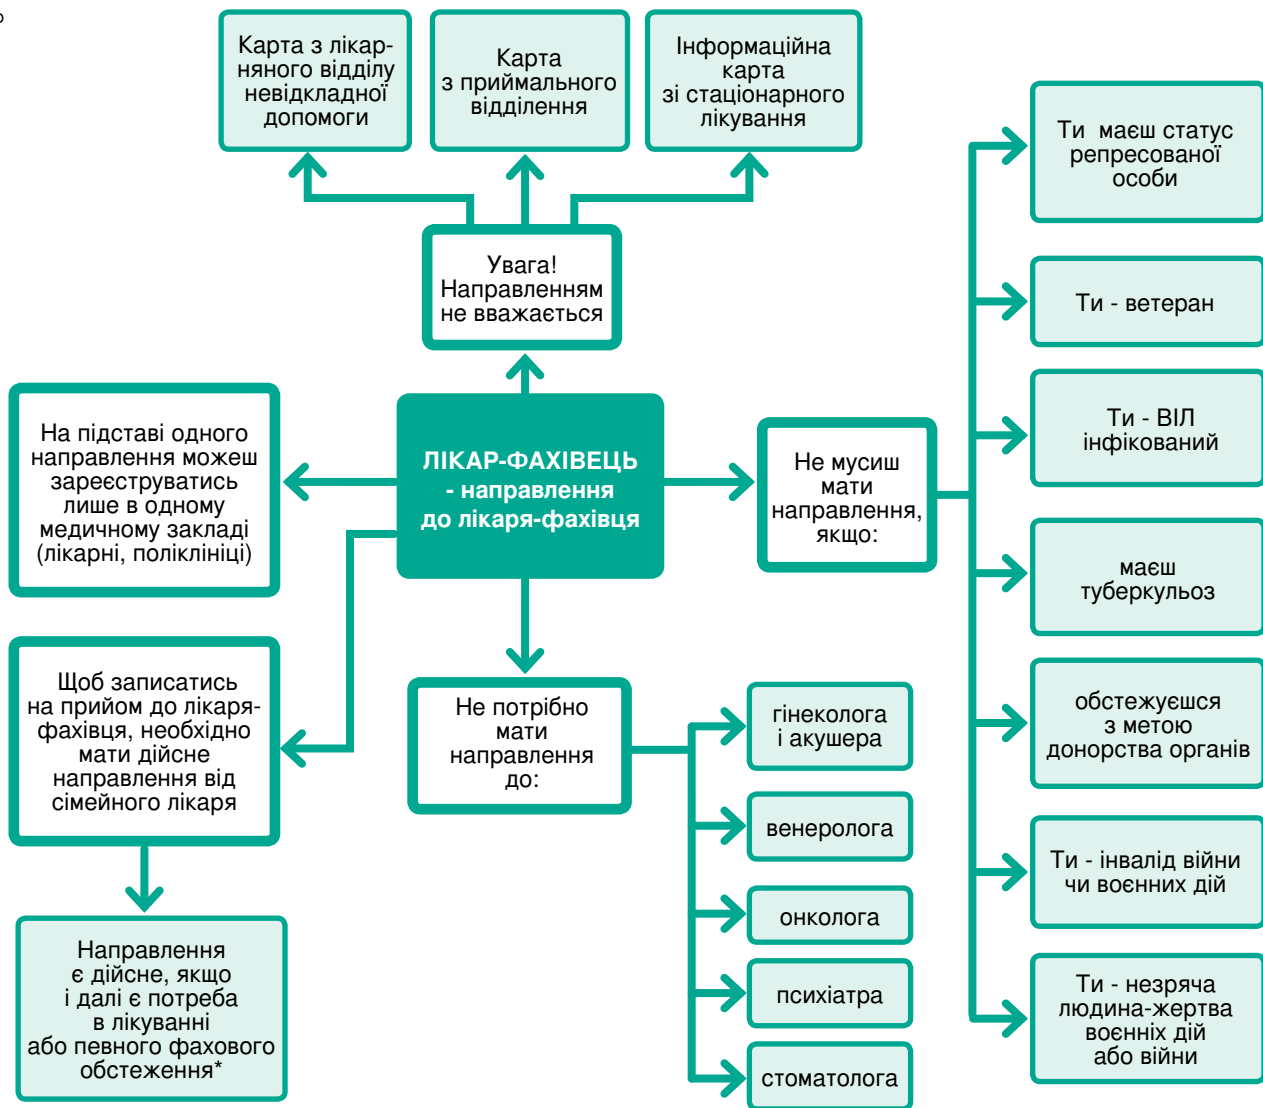 Карта з лікар-
няного відділу
невідкладної
допомоги
Карта
з приймального
відділення
Інформаційна
карта
зі стаціонарного
лікування
Увага!
Направленням
не вважається
ЛІКАР-ФАХІВЕЦЬ
- направлення
до лікаря-фахівця
На підставі одного
направлення можеш
зареєструватись
лише в одному
медичному закладі
(лікарні, поліклініці)
Щоб записатись
на прийом до лікаря-
фахівця, необхідно
мати дійсне
направлення від
сімейного лікаря
Направлення
є дійсне, якщо
і далі є потреба
в лікуванні
або певного фахового
обстеження*
Не потрібно
мати
направлення
до:
гінеколога
і акушера
венеролога
онколога
психіатра
стоматолога
Не мусиш
мати
направлення,
якщо:
Ти маєш статус
репресованої
особи
Ти - ветеран
Ти - ВІЛ
інфікований
маєш
туберкульоз
обстежуєшся
з метою
донорства органів
Ти - інвалід війни
чи воєнних дій
Ти - незряча
людина-жертва
воєнніх дій
або війни